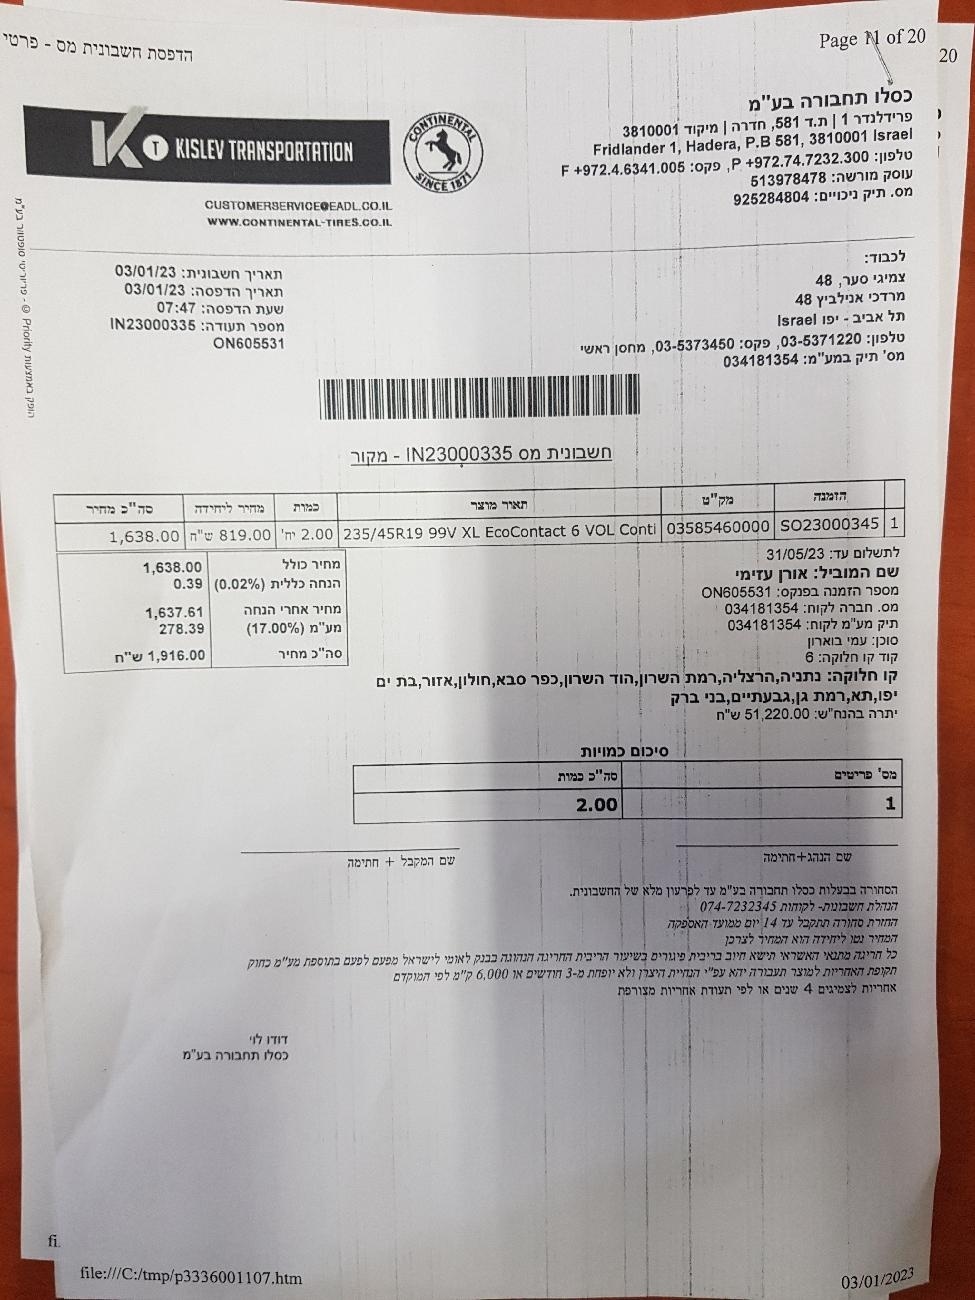 הדפסת חשבונית מס - פרטי
Page 11 of 20
20
כסלו תחבורה בע"מ
פרידלנדר 1 | ת.ד 581, חדרה | מיקוד 3810001
Fridlander 1, Hadera, P.B 581, 3810001 Israel
טלפון: P +972.74.7232.300, פקס: F +972.4.6341.005
עוסק מורשה: 513978478
מס. תיק ניכויים: 925284804
K T KISLEV TRANSPORTATION
CONTINENTAL
SINCE 1871
CUSTOMERSERVICE@EADL.CO.IL
WWW.CONTINENTAL-TIRES.CO.IL
לכבוד:
צמיגי סער, 48
מרדכי אנילביץ 48
תל אביב - יפו Israel
טלפון: 03-5371220, פקס: 03-5373450, מחסן ראשי
מס' תיק במע"מ: 034181354
תאריך חשבונית: 03/01/23
תאריך הדפסה: 03/01/23
שעת הדפסה: 07:47
מספר תעודה: IN23000335
ON605531
הופק באמצעות Priority © - פריוריטי סופטוור בע"מ
חשבונית מס IN23000335 - מקור
הזמנה מק"ט תאור מוצר כמות מחיר ליחידה סה"כ מחיר
1 SO23000345 03585460000 235/45R19 99V XL EcoContact 6 VOL Conti 2.00 יח' 819.00 ש"ח 1,638.00
מחיר כולל 1,638.00
הנחה כללית (0.02%) 0.39
מחיר אחרי הנחה 1,637.61
מע"מ (17.00%) 278.39
סה"כ מחיר 1,916.00 ש"ח
לתשלום עד: 31/05/23
שם המוביל: אורן עזימי
מספר הזמנה בפנקס: ON605531
מס. חברה לקוח: 034181354
תיק מע"מ לקוח: 034181354
סוכן: עמי בוארון
קוד קו חלוקה: 6
קו חלוקה: נתניה,הרצליה,רמת השרון,הוד השרון,כפר סבא,חולון,אזור,בת ים
יפו,תא,רמת גן,גבעתיים,בני ברק
יתרה בהנח"ש: 51,220.00 ש"ח
סיכום כמויות
מס' פריטים סה"כ כמות
1 2.00
שם הנהג+חתימה
שם המקבל + חתימה
הסחורה בבעלות כסלו תחבורה בע"מ עד לפרעון מלא של החשבונית.
הנהלת חשבונות- לקוחות 074-7232345
החזרת סחורה תתקבל עד 14 יום ממועד האספקה
המחיר נטו ליחידה הוא המחיר לצרכן
כל חריגה מתנאי האשראי תישא חיוב בריבית פיגורים בשיעור הריבית החריגה הנהוגה בבנק לאומי לישראל מפעם לפעם בתוספת מע"מ כחוק
תקופת האחריות למוצר תעבורה יהא עפ"י הנחיית היצרן ולא יופחת מ-3 חודשים או 6,000 ק"מ לפי המוקדם
אחריות לצמיגים 4 שנים או לפי תעודת אחריות מצורפת
דודו לוי
כסלו תחבורה בע"מ
fi
file:///C:/tmp/p3336001107.htm
03/01/2023